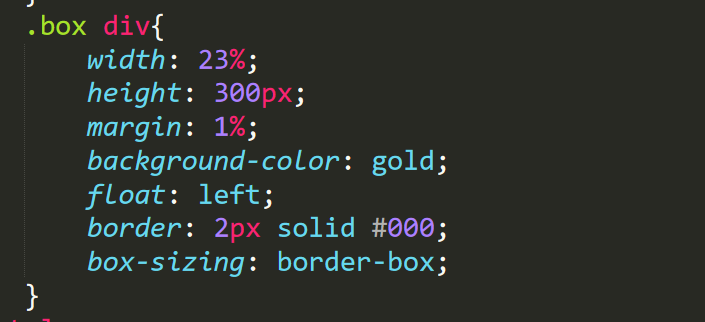 }
.box div{
width: 23%;
height: 300px;
margin: 1%;
background-color: gold;
float: left;
border: 2px solid #000;
box-sizing: border-box;
}